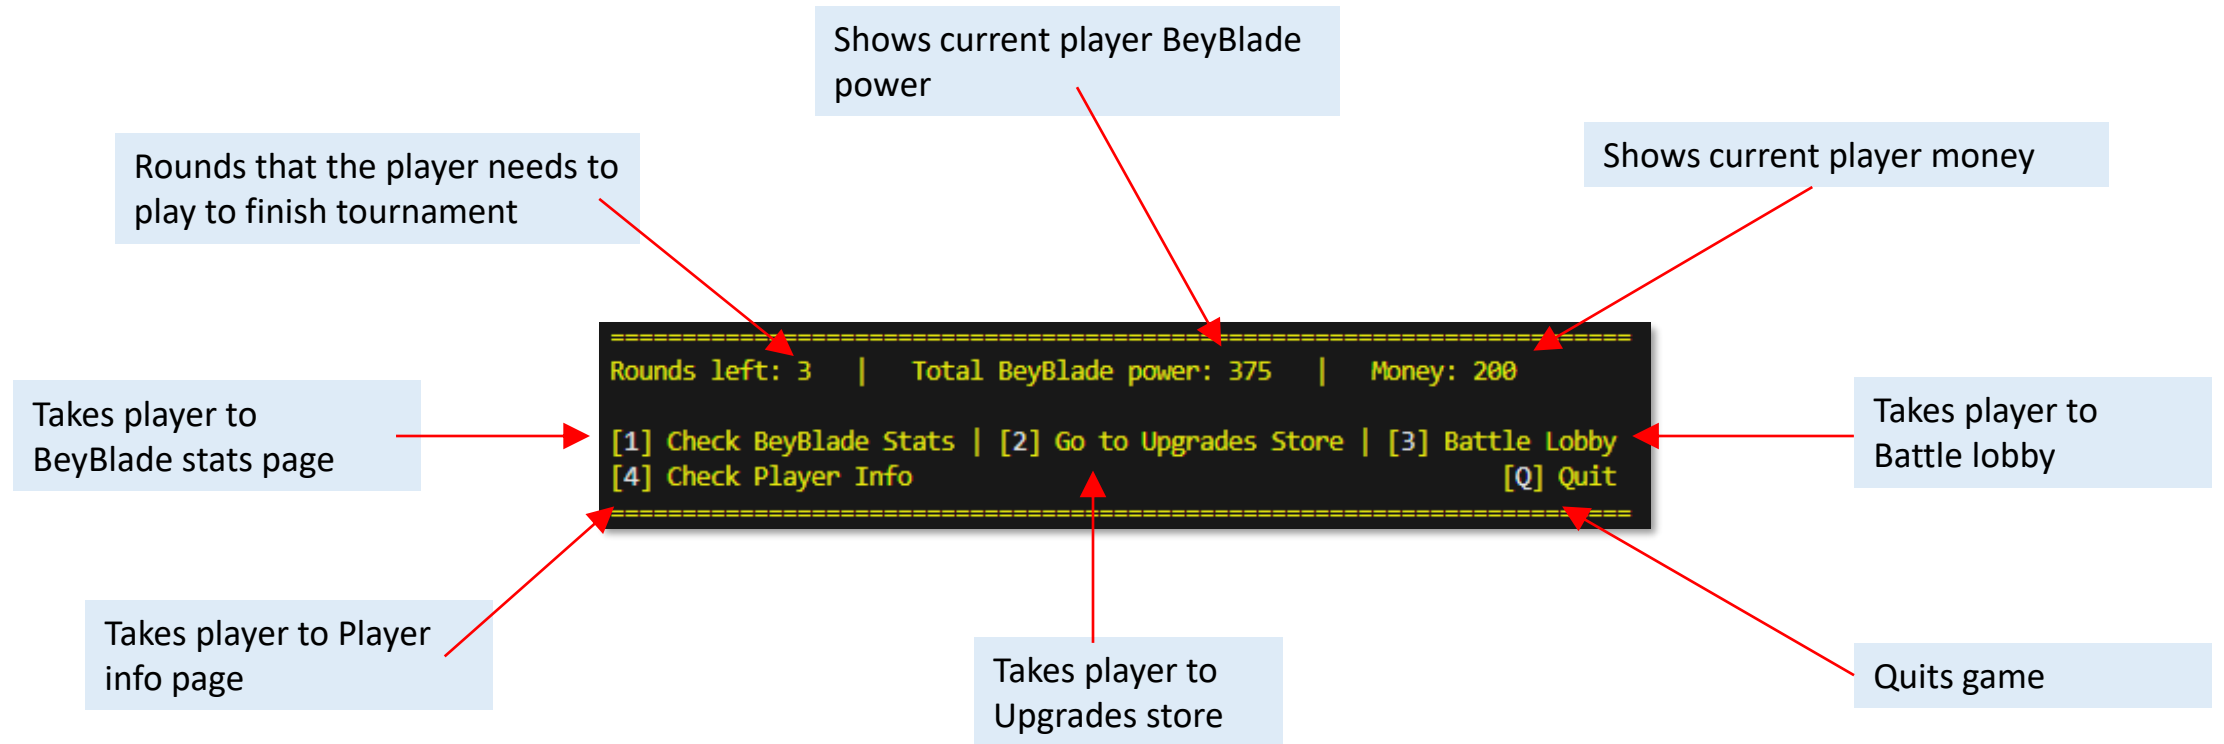 Shows current player BeyBlade
power
Rounds that the player needs to
play to finish tournament
Shows current player money
======================================================================
Rounds left: 3 | Total BeyBlade power: 375 | Money: 200
[1] Check BeyBlade Stats | [2] Go to Upgrades Store | [3] Battle Lobby
[4] Check Player Info [Q] Quit
======================================================================
Takes player to
BeyBlade stats page
Takes player to
Battle lobby
Takes player to Player
info page
Takes player to
Upgrades store
Quits game